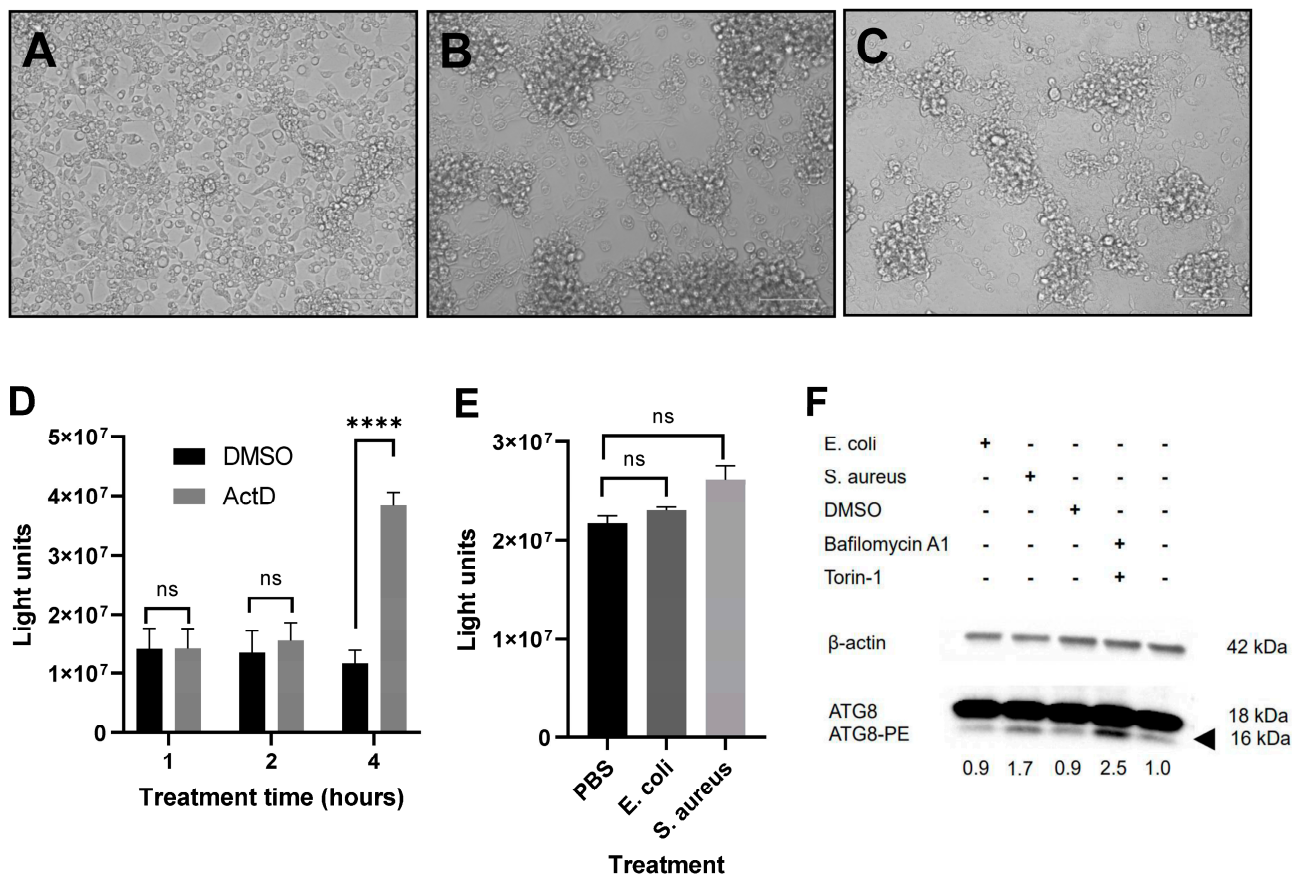 A
B
C
D
5×10⁷
4×10⁷
3×10⁷
2×10⁷
1×10⁷
0
Light units
DMSO
ActD
ns
ns
****
1
2
4
Treatment time (hours)
E
3×10⁷
2×10⁷
1×10⁷
0
Light units
ns
ns
PBS
E. coli
S. aureus
Treatment
F
E. coli + - - - -
S. aureus - + - - -
DMSO - - + - -
Bafilomycin A1 - - - + -
Torin-1 - - - + -
β-actin 42 kDa
ATG8 18 kDa
ATG8-PE 16 kDa
0.9 1.7 0.9 2.5 1.0